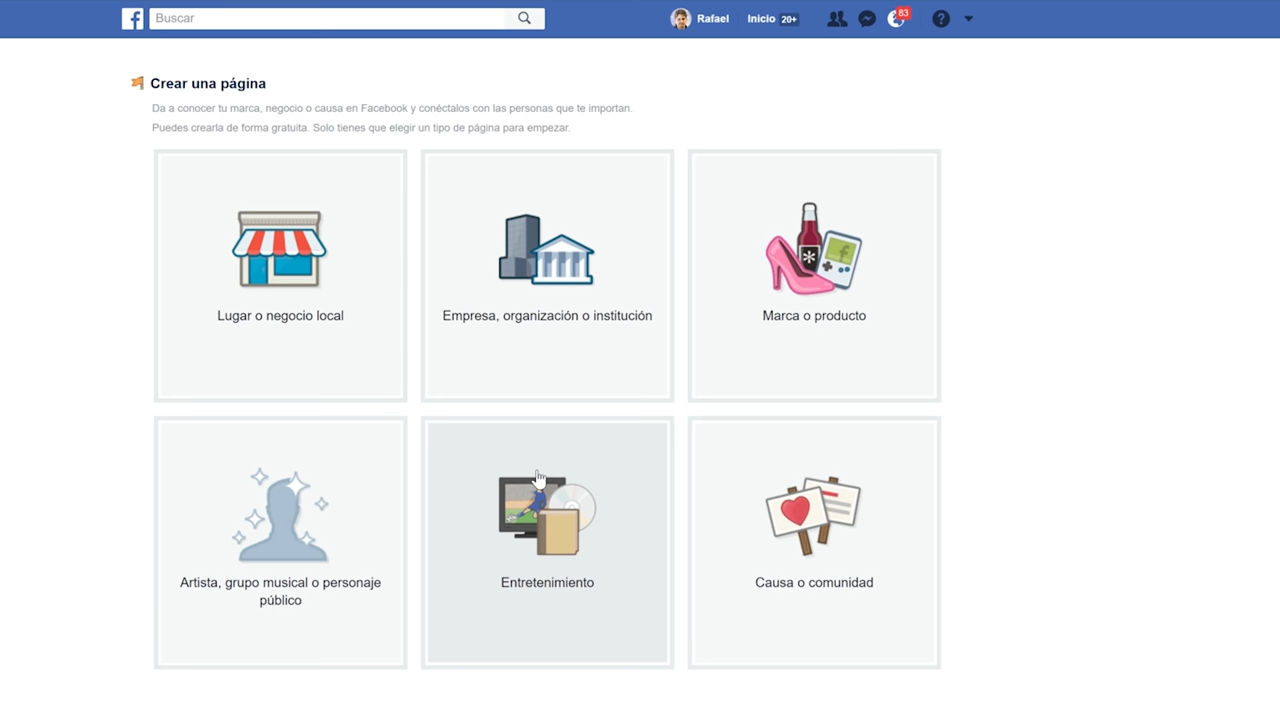 Buscar
Rafael
Inicio 20+
83
?
Crear una página
Da a conocer tu marca, negocio o causa en Facebook y conéctalos con las personas que te importan.
Puedes crearla de forma gratuita. Solo tienes que elegir un tipo de página para empezar.
Lugar o negocio local
Empresa, organización o institución
Marca o producto
Artista, grupo musical o personaje
público
Entretenimiento
Causa o comunidad